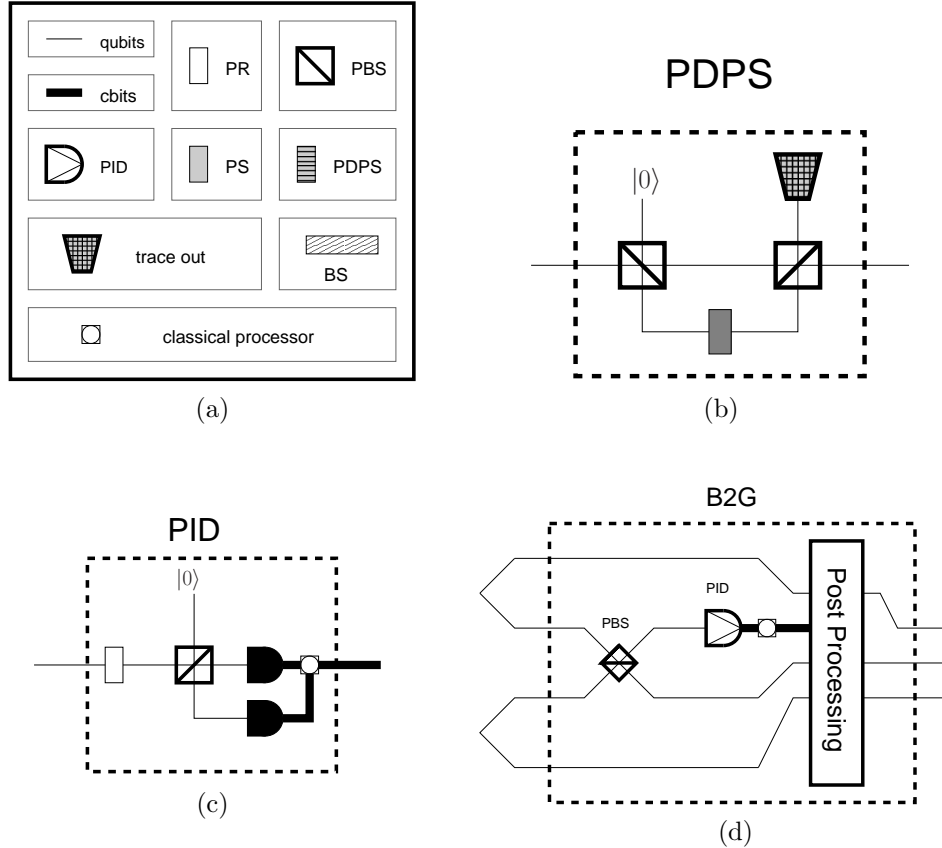 qubits
PR
PBS
cbits
PID
PS
PDPS
trace out
BS
classical processor
(a)
PDPS
|0⟩
(b)
PID
|0⟩
(c)
B2G
PBS
PID
Post Processing
(d)